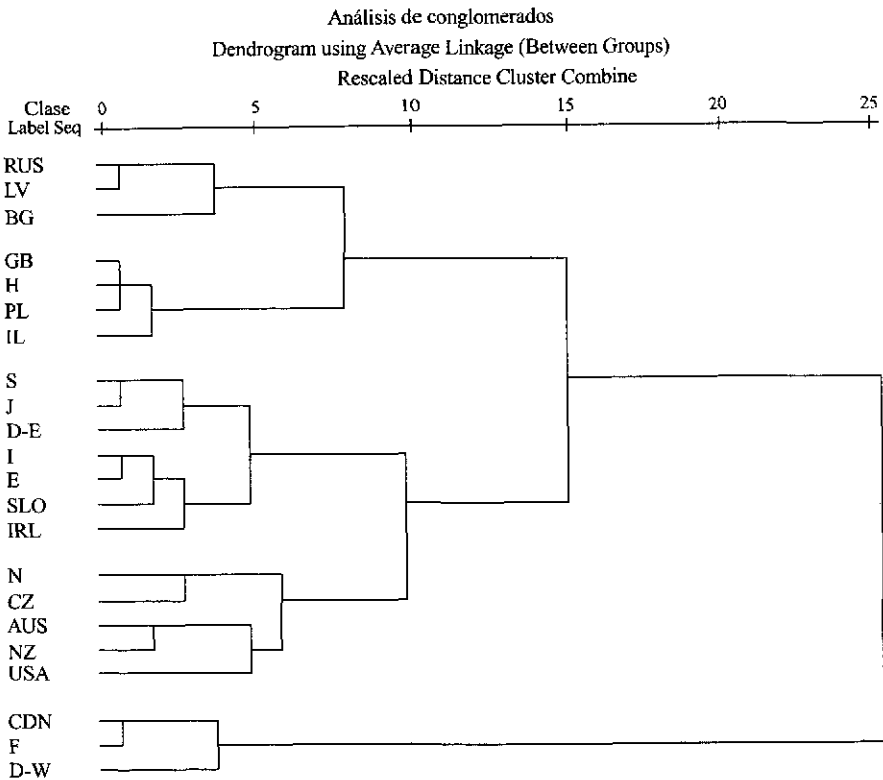 Análisis de conglomerados
Dendrogram using Average Linkage (Between Groups)
Rescaled Distance Cluster Combine
Clase 0 5 10 15 20 25
Label Seq
RUS
LV
BG
GB
H
PL
IL
S
J
D-E
I
E
SLO
IRL
N
CZ
AUS
NZ
USA
CDN
F
D-W